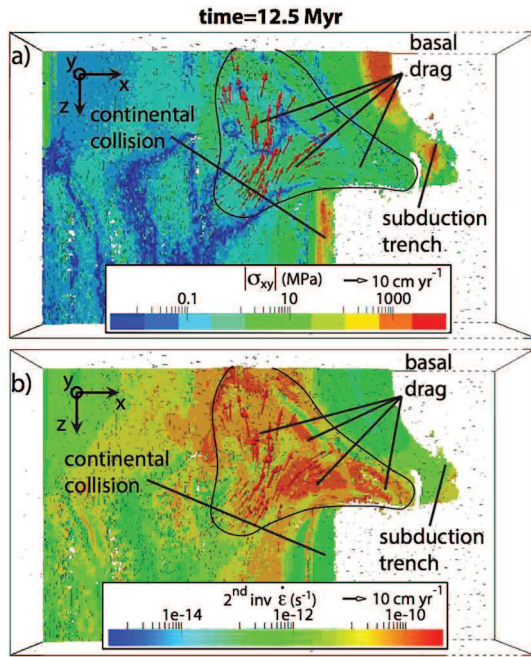 time=12.5 Myr
a)
y
x
z
basal
drag
continental
collision
subduction
trench
|σxy| (MPa) → 10 cm yr-1
0.1 10 1000
b)
y
x
z
basal
drag
continental
collision
subduction
trench
2nd inv ε̇ (s-1) → 10 cm yr-1
1e-14 1e-12 1e-10